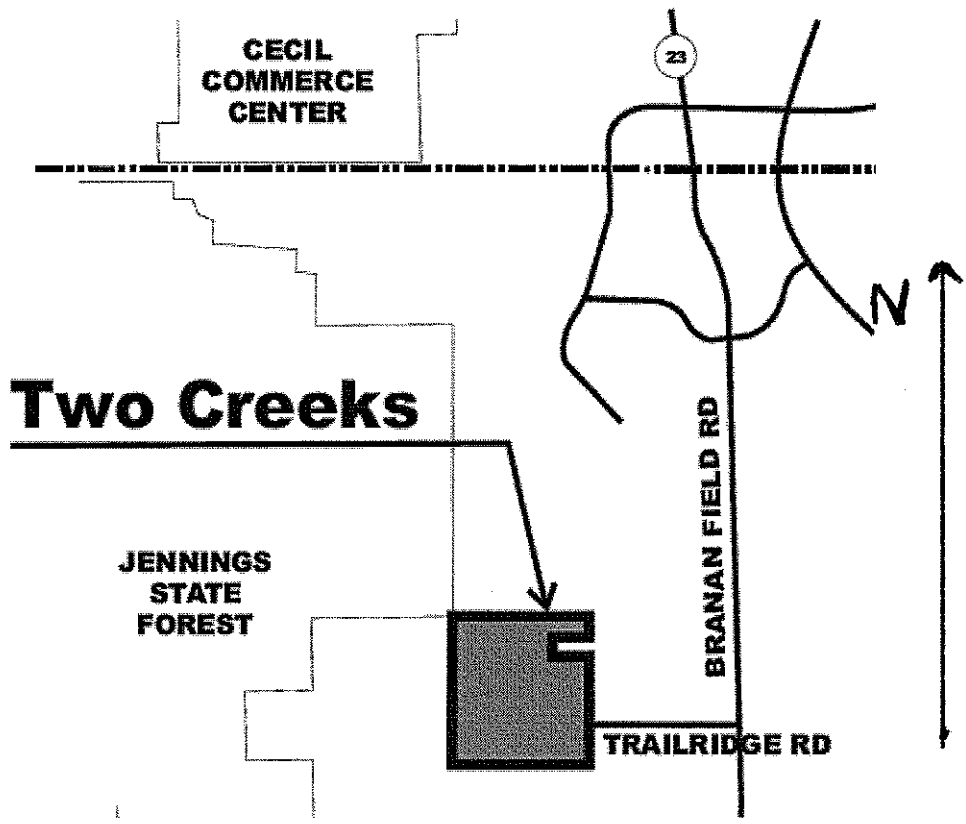 CECIL
COMMERCE
CENTER
23
N
Two Creeks
BRANAN FIELD RD
JENNINGS
STATE
FOREST
TRAILRIDGE RD